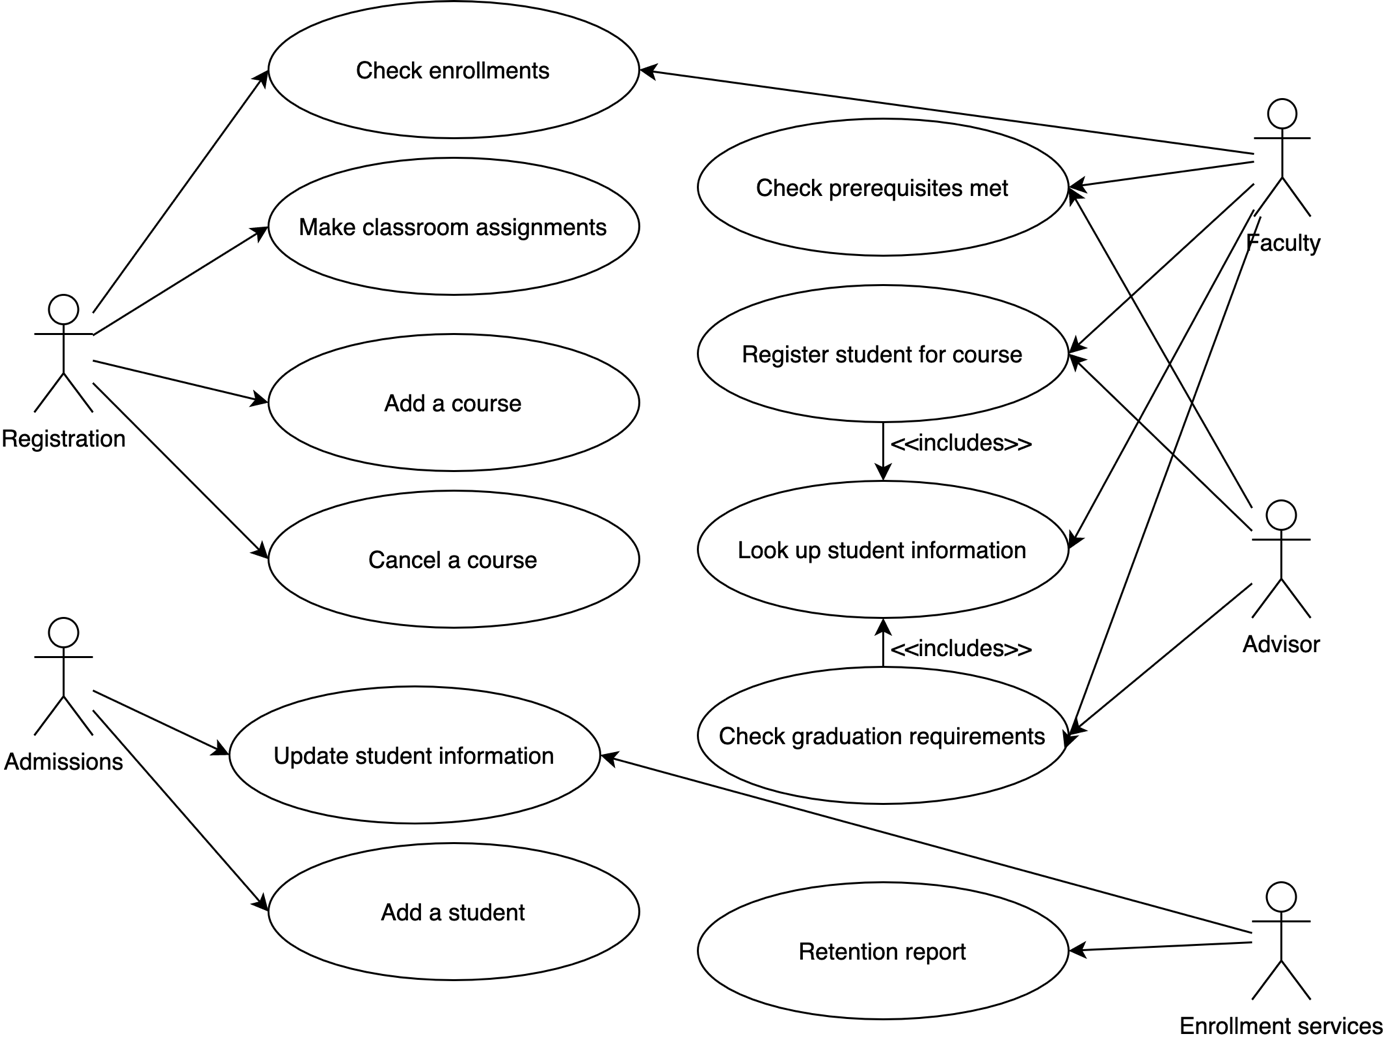 Check enrollments
Check prerequisites met
Make classroom assignments
Faculty
Register student for course
Add a course
Registration
<<includes>>
Look up student information
Cancel a course
<<includes>>
Advisor
Check graduation requirements
Update student information
Admissions
Add a student
Retention report
Enrollment services